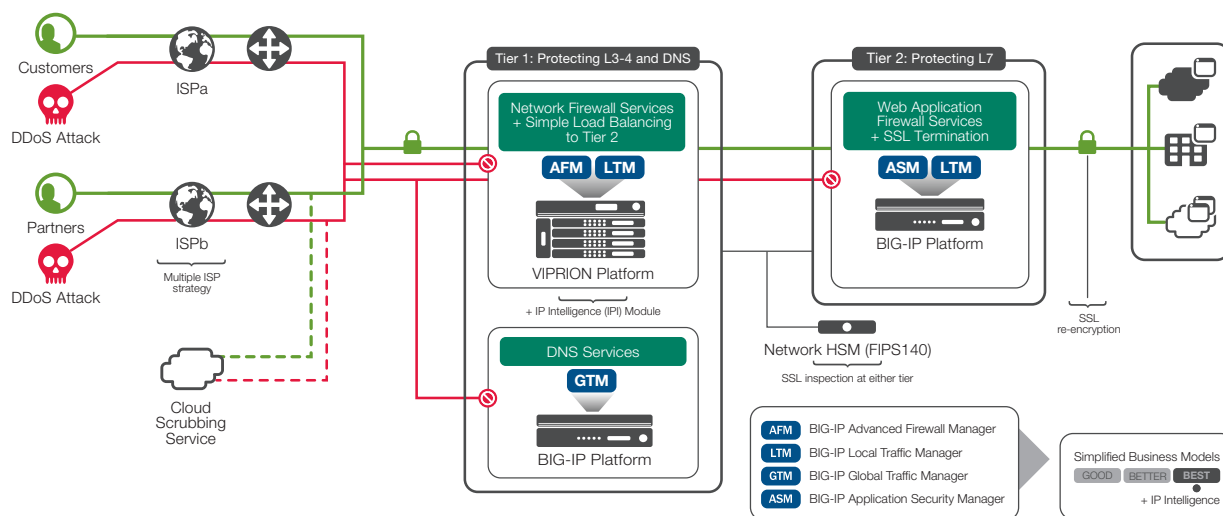 Customers
DDoS Attack
ISPa
Partners
DDoS Attack
ISPb
Multiple ISP
strategy
Cloud
Scrubbing
Service
Tier 1: Protecting L3-4 and DNS
Network Firewall Services
+ Simple Load Balancing
to Tier 2
AFM LTM
VIPRION Platform
+ IP Intelligence (IPI) Module
DNS Services
GTM
BIG-IP Platform
Tier 2: Protecting L7
Web Application
Firewall Services
+ SSL Termination
ASM LTM
BIG-IP Platform
SSL
re-encryption
Network HSM (FIPS140)
SSL inspection at either tier
AFM BIG-IP Advanced Firewall Manager
LTM BIG-IP Local Traffic Manager
GTM BIG-IP Global Traffic Manager
ASM BIG-IP Application Security Manager
Simplified Business Models
GOOD BETTER BEST
+ IP Intelligence